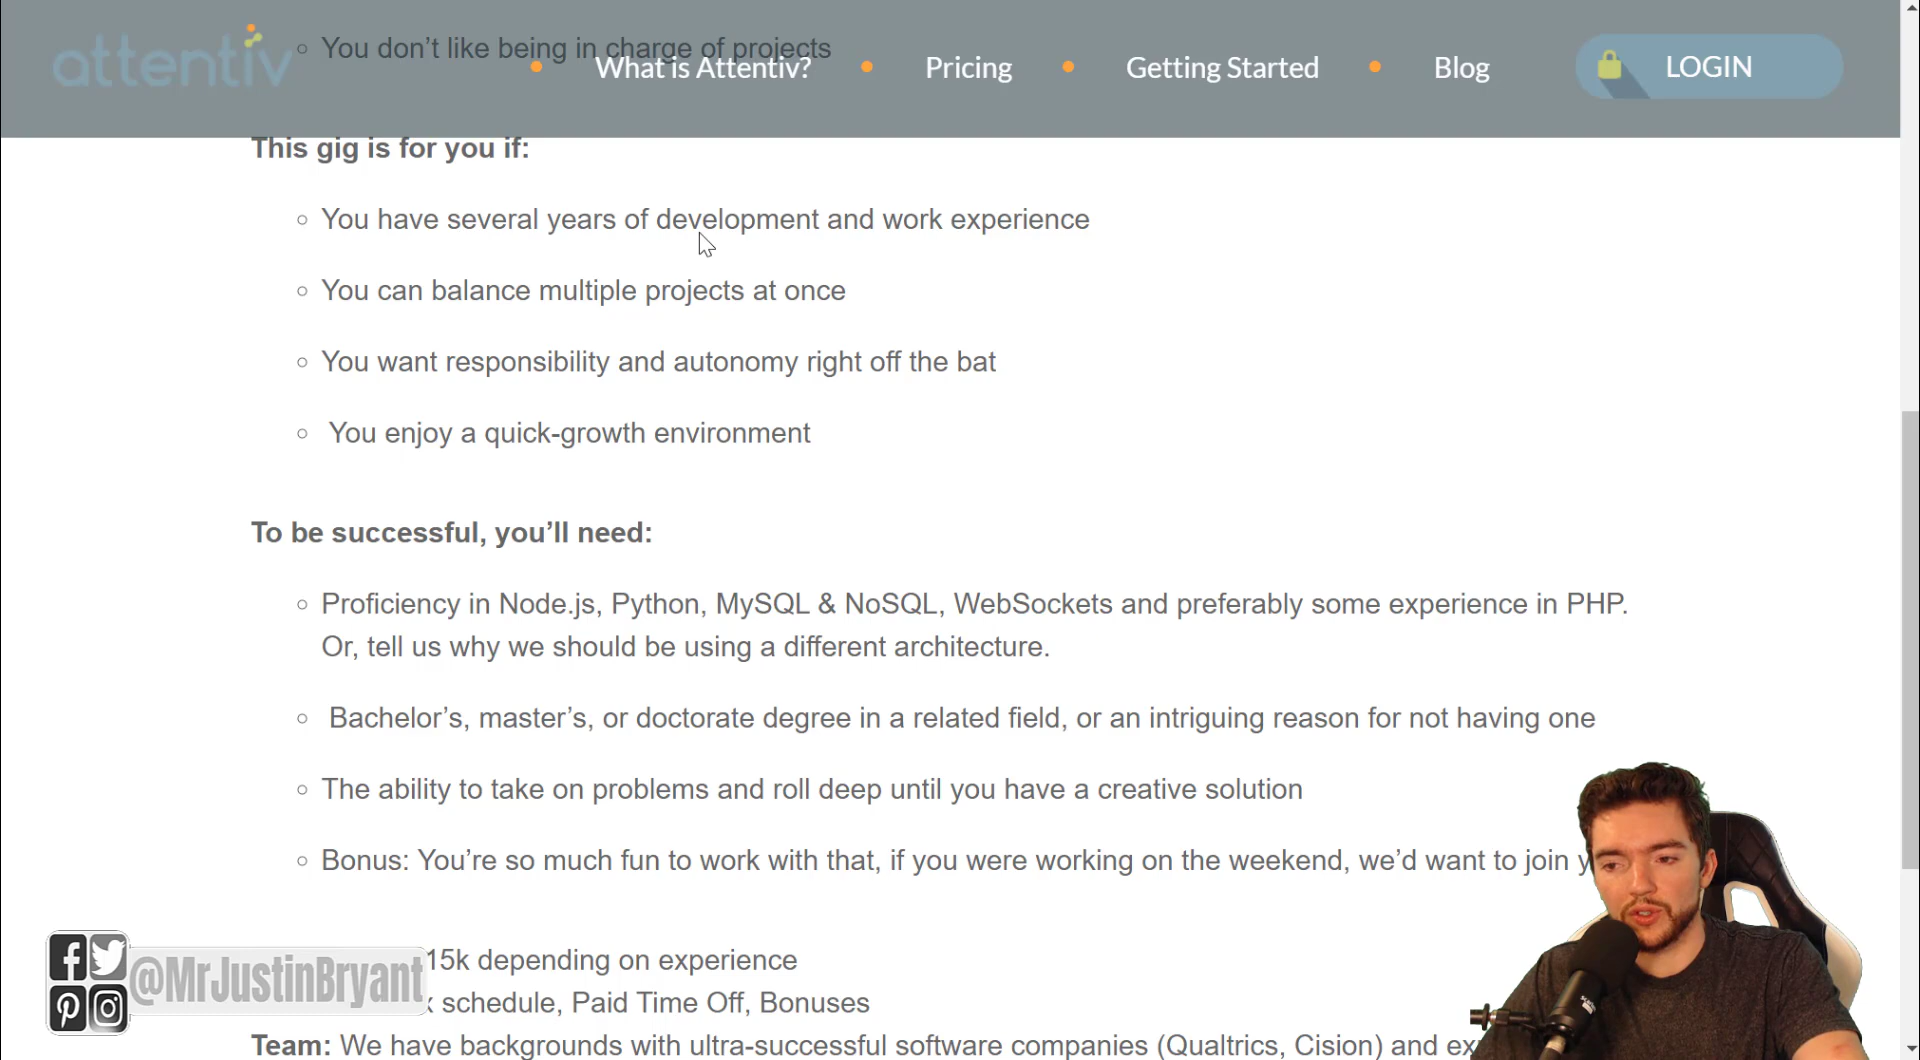 attentiv
You don’t like being in charge of projects
What is Attentiv?
Pricing
Getting Started
Blog
LOGIN
This gig is for you if:
You have several years of development and work experience
You can balance multiple projects at once
You want responsibility and autonomy right off the bat
You enjoy a quick-growth environment
To be successful, you’ll need:
Proficiency in Node.js, Python, MySQL & NoSQL, WebSockets and preferably some experience in PHP.
Or, tell us why we should be using a different architecture.
Bachelor’s, master’s, or doctorate degree in a related field, or an intriguing reason for not having one
The ability to take on problems and roll deep until you have a creative solution
Bonus: You’re so much fun to work with that, if you were working on the weekend, we’d want to join
15k depending on experience
schedule, Paid Time Off, Bonuses
@MrJustinBryant
Team: We have backgrounds with ultra-successful software companies (Qualtrics, Cision) and